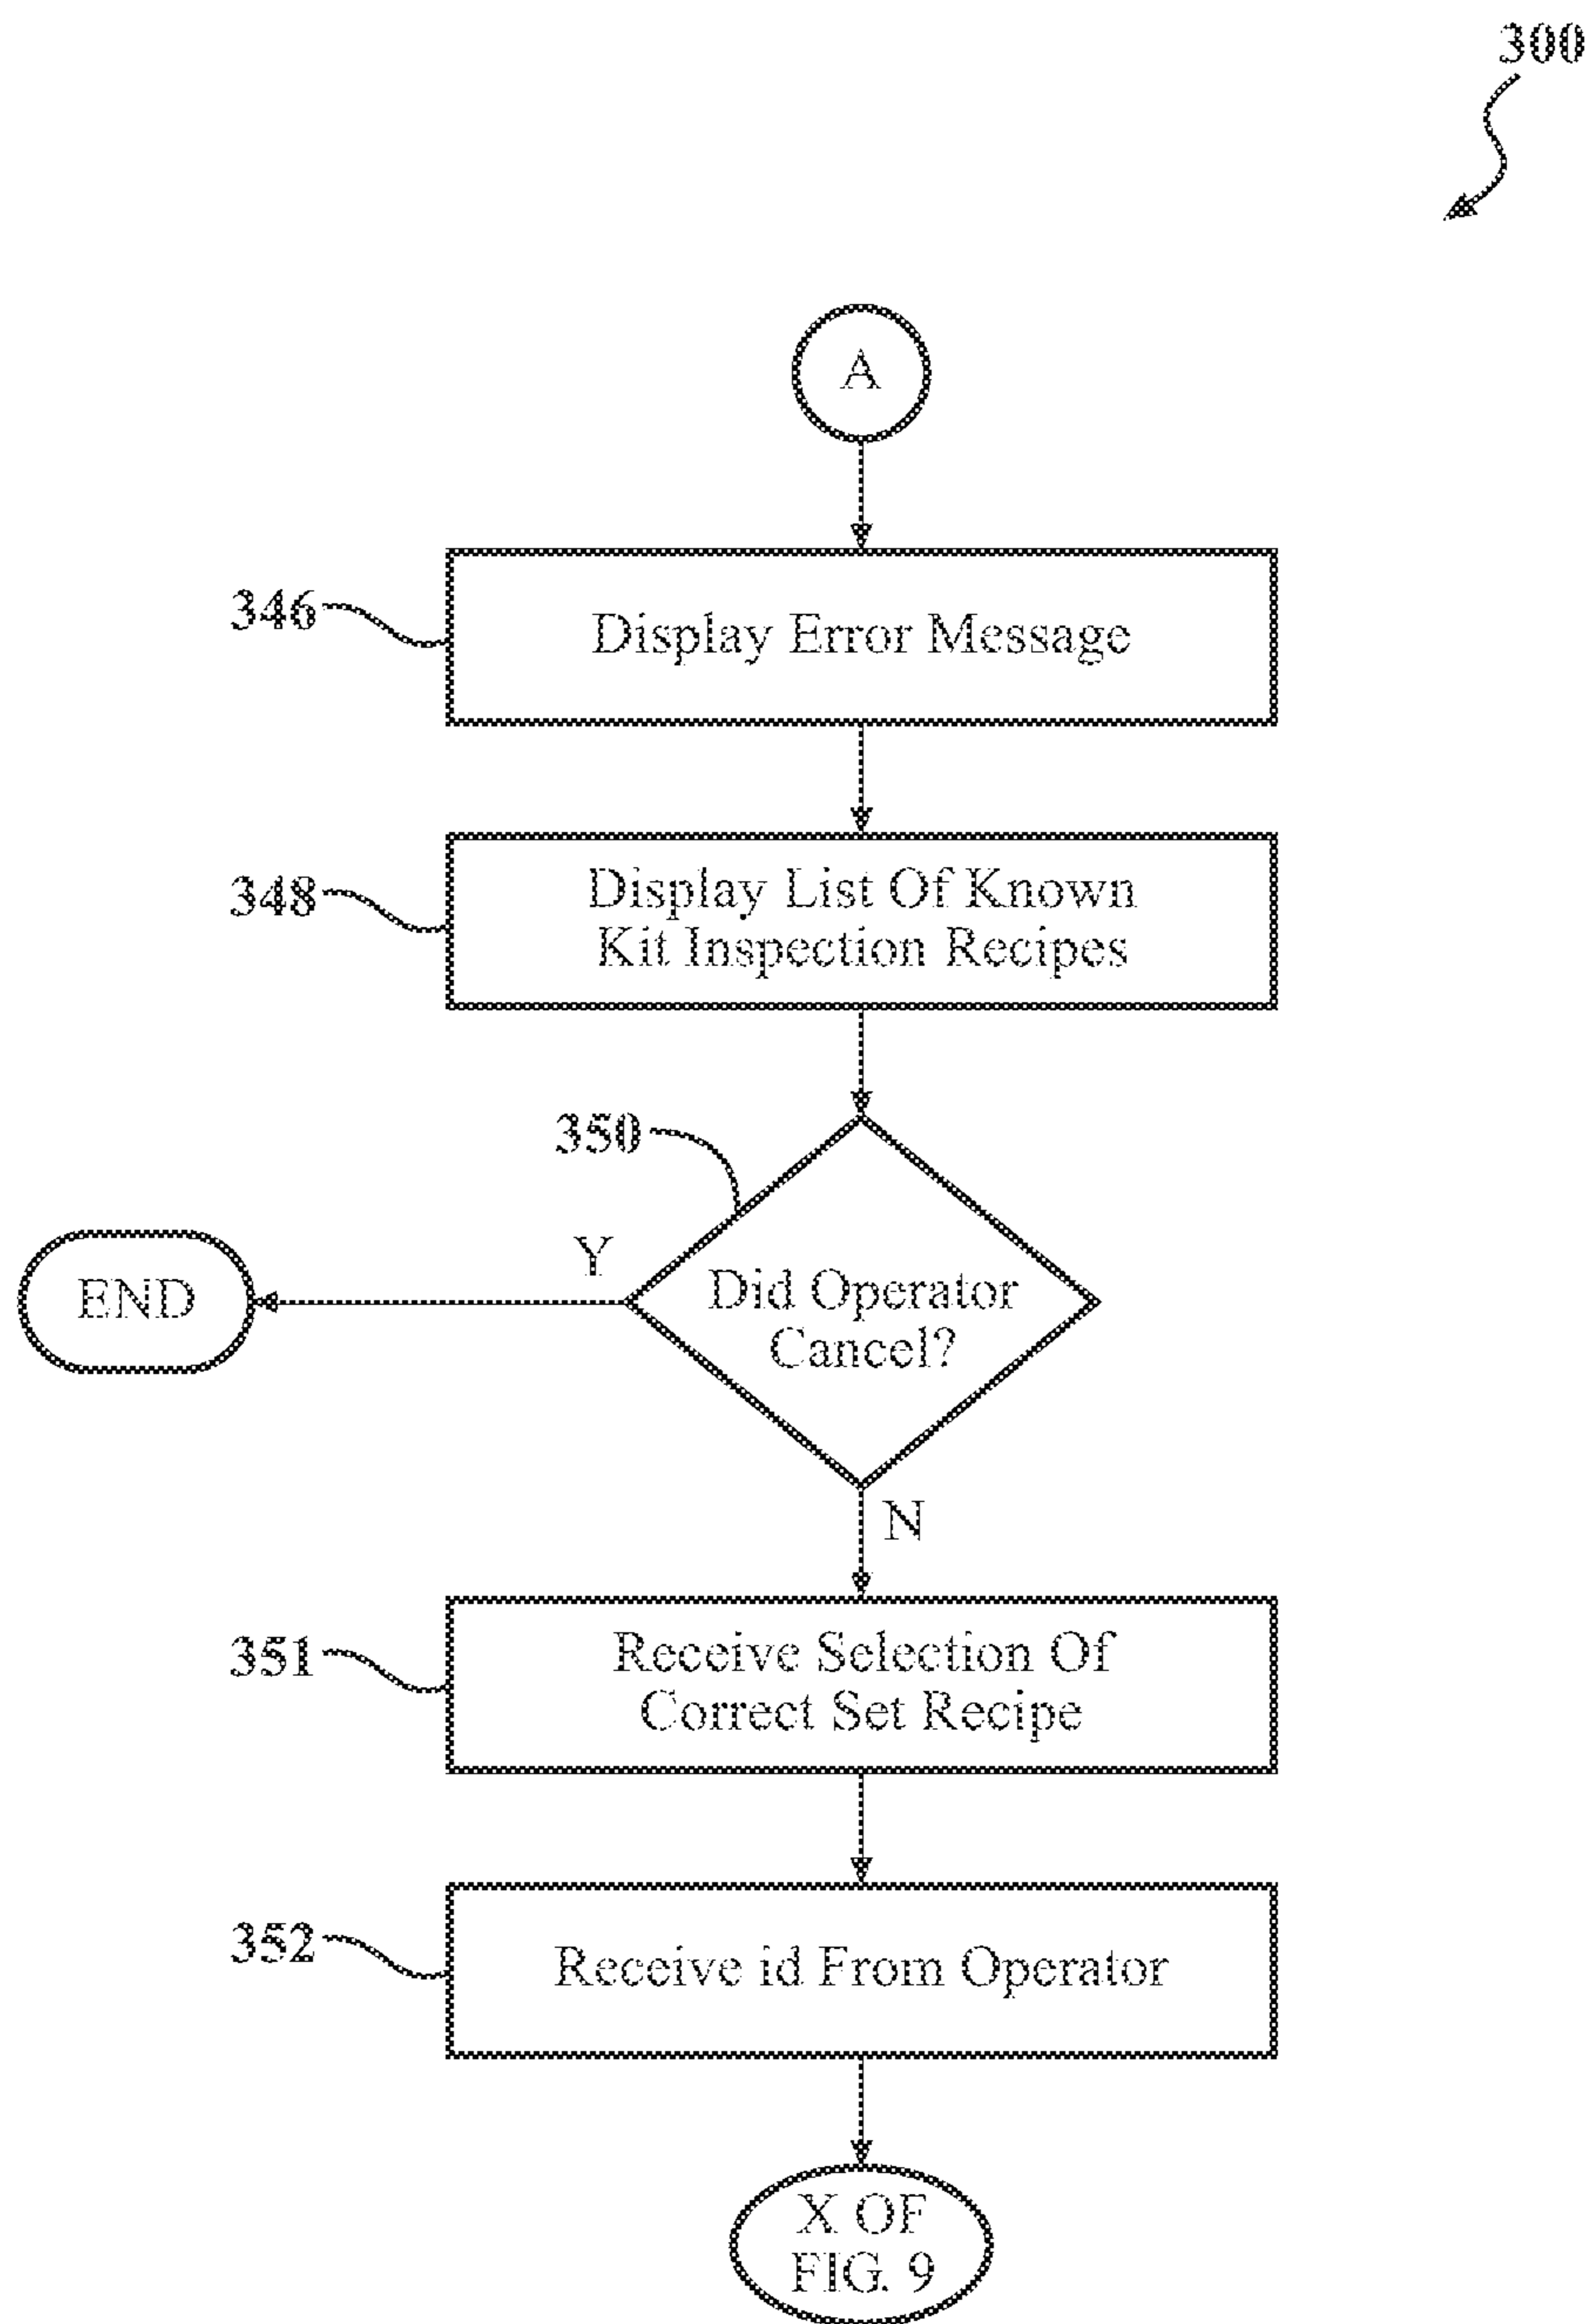 300
A
346
Display Error Message
348
Display List Of Known
Kit Inspection Recipes
350
Y
END
Did Operator
Cancel?
N
351
Receive Selection Of
Correct Set Recipe
352
Receive id From Operator
X OF
FIG. 9